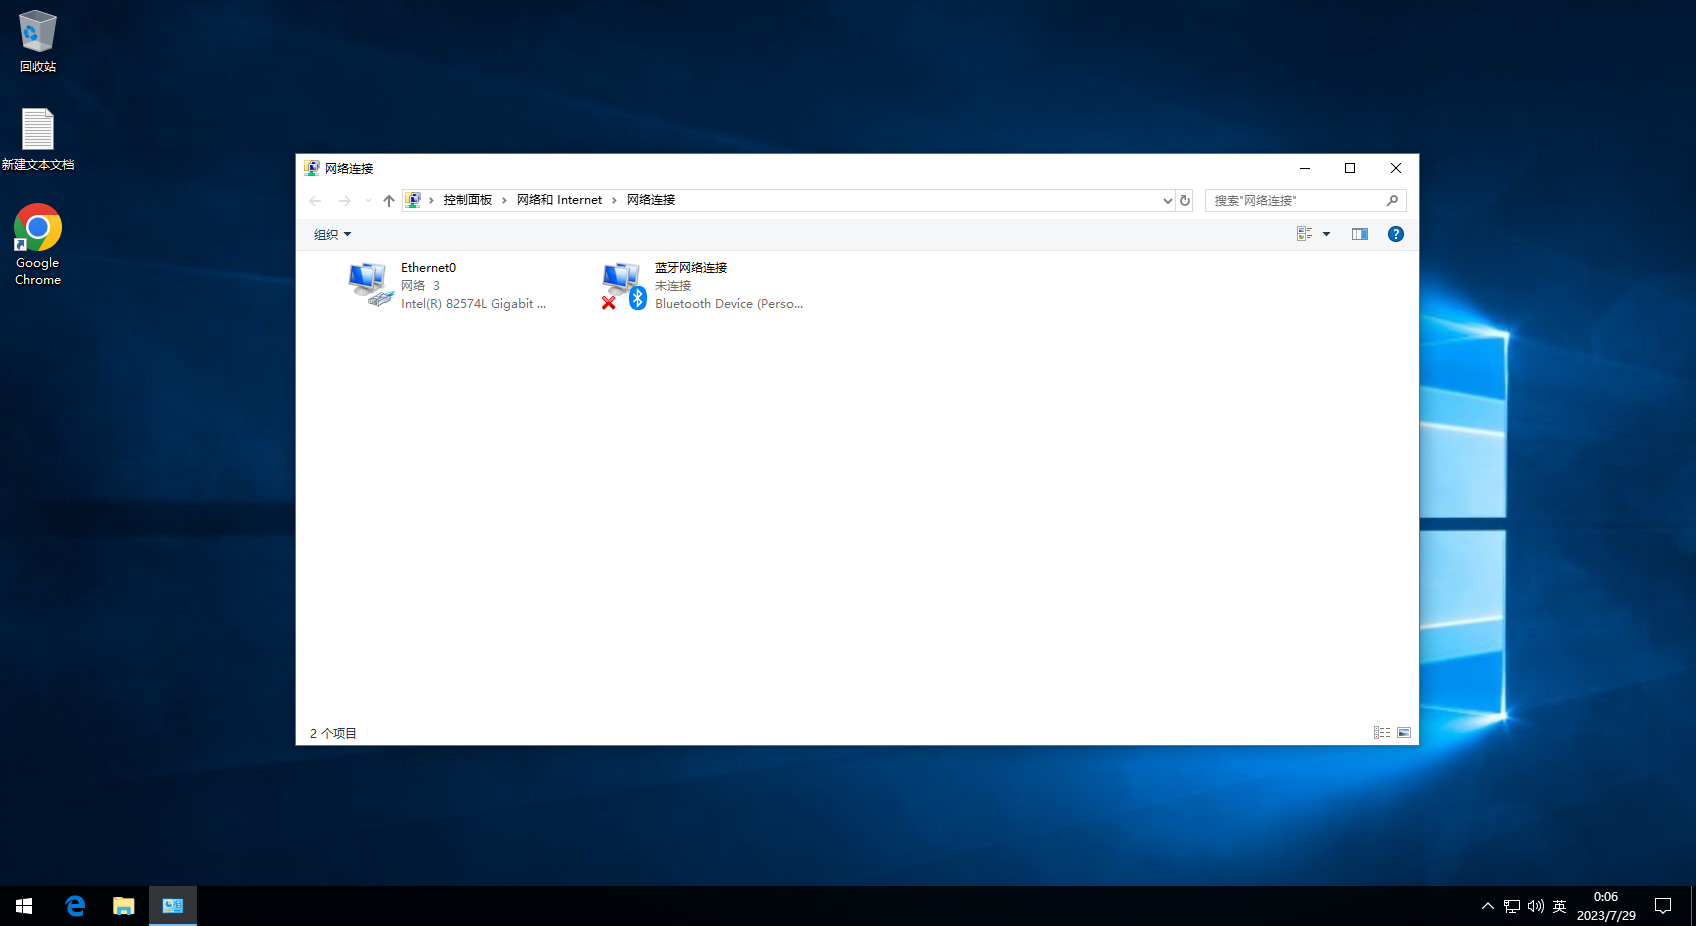 回收站
新建文本文档
Google
Chrome
网络连接
控制面板 网络和 Internet 网络连接
搜索"网络连接"
组织
Ethernet0
网络 3
Intel(R) 82574L Gigabit ...
蓝牙网络连接
未连接
Bluetooth Device (Perso...
2 个项目
英
0:06
2023/7/29